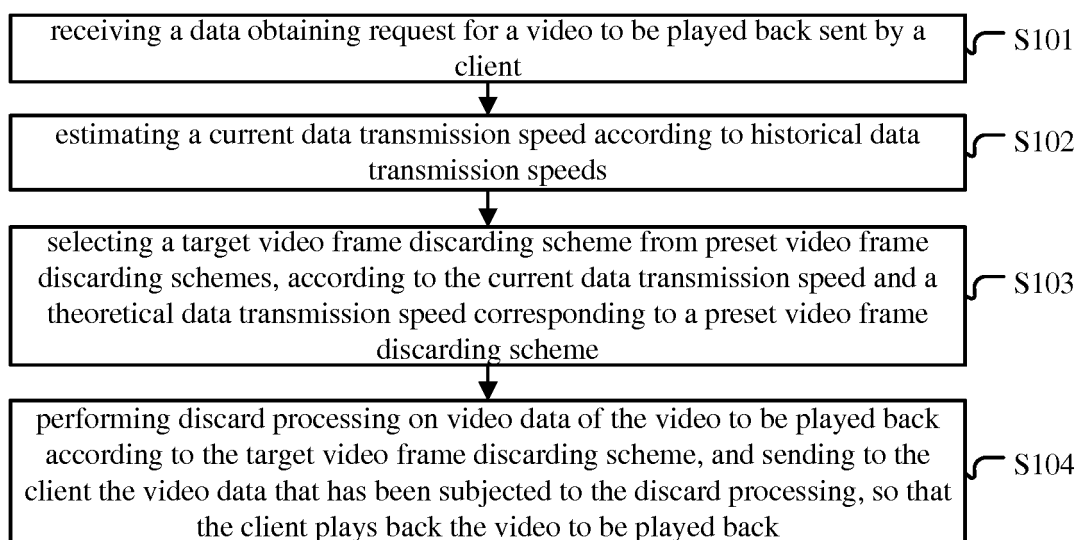 receiving a data obtaining request for a video to be played back sent by a
client
S101
estimating a current data transmission speed according to historical data
transmission speeds
S102
selecting a target video frame discarding scheme from preset video frame
discarding schemes, according to the current data transmission speed and a
theoretical data transmission speed corresponding to a preset video frame
discarding scheme
S103
performing discard processing on video data of the video to be played back
according to the target video frame discarding scheme, and sending to the
client the video data that has been subjected to the discard processing, so that
the client plays back the video to be played back
S104